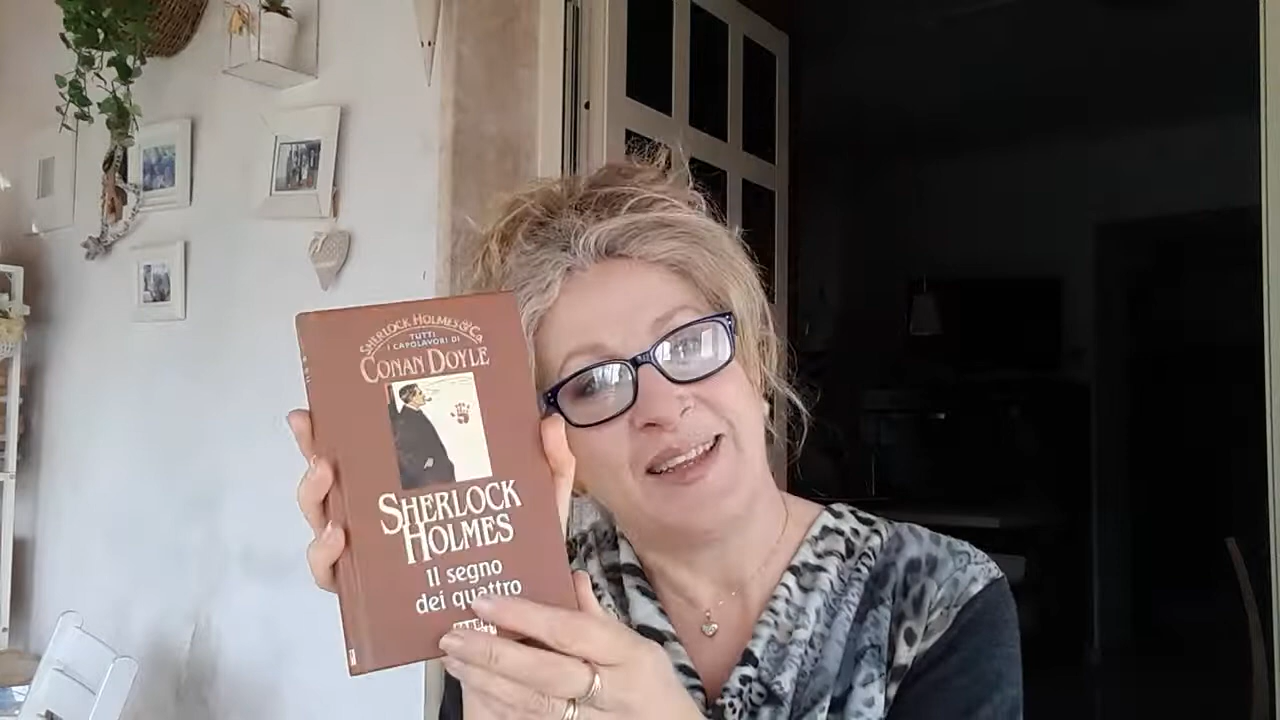 SHERLOCK HOLMES & CO.
TUTTI
I CAPOLAVORI DI
CONAN DOYLE
SHERLOCK
HOLMES
Il segno
dei quattro